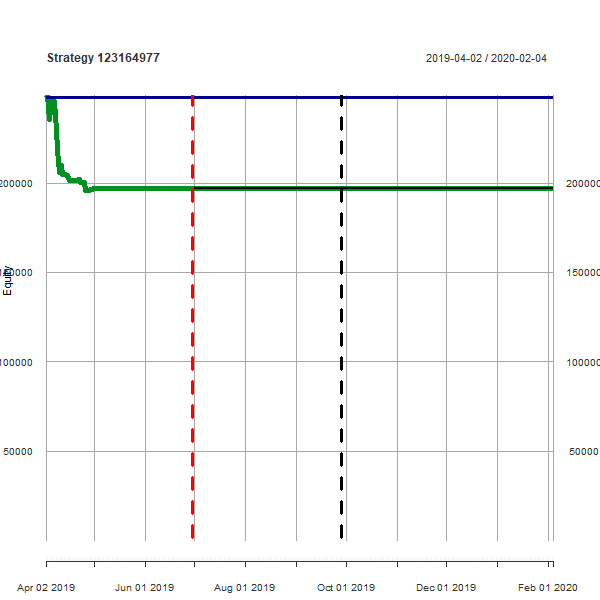 Strategy 123164977
2019-04-02 / 2020-02-04
200000 200000
150000 150000
Equity
100000 100000
50000 50000
Apr 02 2019 Jun 01 2019 Aug 01 2019 Oct 01 2019 Dec 01 2019 Feb 01 2020